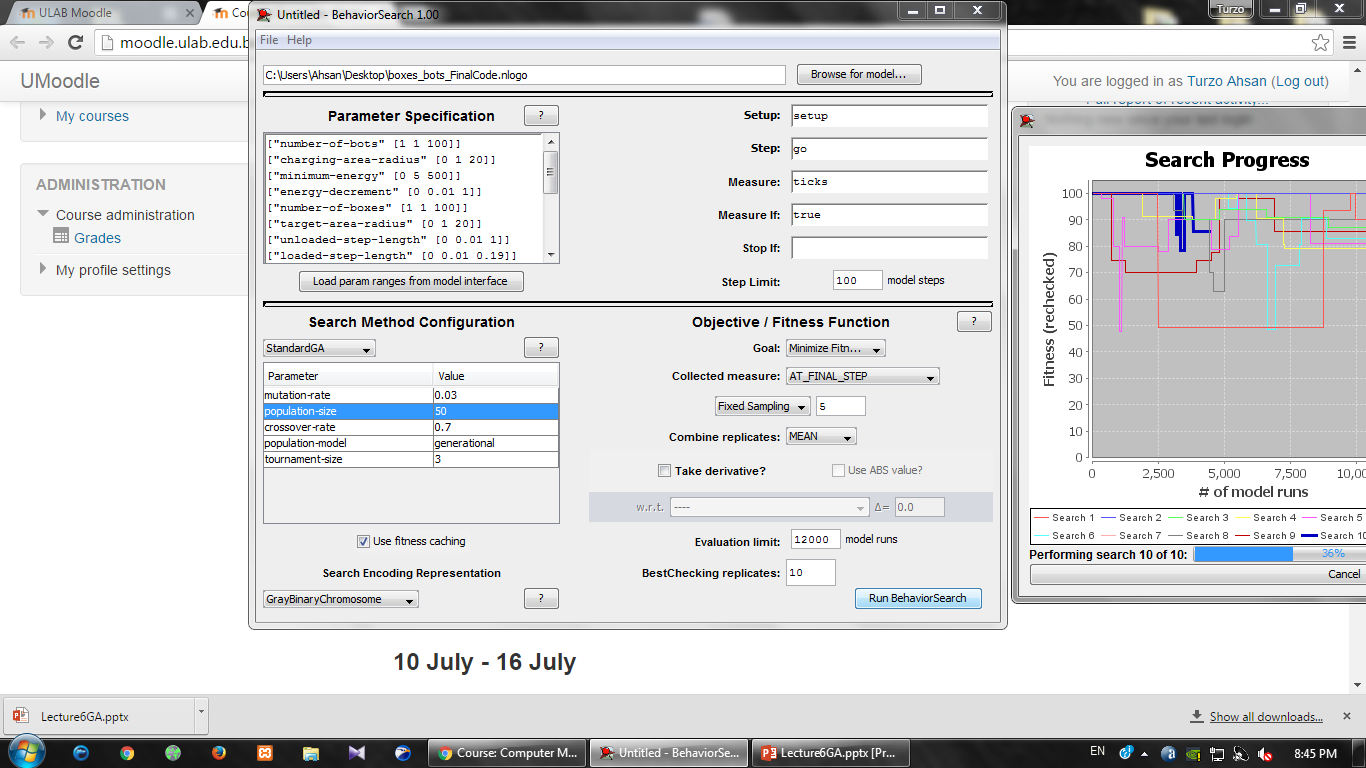 ULAB Moodle
Co
Untitled - BehaviorSearch 1.00
Turzo
File Help
moodle.ulab.edu.b
UMoodle
You are logged in as Turzo Ahsan (Log out)
My courses
ADMINISTRATION
Course administration
Grades
My profile settings
C:\Users\Ahsan\Desktop\boxes_bots_FinalCode.nlogo
Browse for model...
Parameter Specification
?
["number-of-bots" [1 1 100]]
["charging-area-radius" [0 1 20]]
["minimum-energy" [0 5 500]]
["energy-decrement" [0 0.01 1]]
["number-of-boxes" [1 1 100]]
["target-area-radius" [0 1 20]]
["unloaded-step-length" [0 0.01 1]]
["loaded-step-length" [0 0.01 0.19]]
Load param ranges from model interface
Setup: setup
Step: go
Measure: ticks
Measure If: true
Stop If:
Step Limit: 100 model steps
Search Method Configuration
StandardGA
?
Parameter Value
mutation-rate 0.03
population-size 50
crossover-rate 0.7
population-model generational
tournament-size 3
Use fitness caching
Search Encoding Representation
GrayBinaryChromosome
?
Objective / Fitness Function
?
Goal: Minimize Fitn...
Collected measure: AT_FINAL_STEP
Fixed Sampling 5
Combine replicates: MEAN
Take derivative? Use ABS value?
w.r.t. ---- Δ= 0.0
Evaluation limit: 12000 model runs
BestChecking replicates: 10
Run BehaviorSearch
Search Progress
Fitness (rechecked)
100
90
80
70
60
50
40
30
20
10
0
0 2,500 5,000 7,500 10,00
# of model runs
Search 1 Search 2 Search 3 Search 4 Search 5
Search 6 Search 7 Search 8 Search 9 Search 10
Performing search 10 of 10: 36%
Cancel
10 July - 16 July
Lecture6GA.pptx
Show all downloads...
Course: Computer M...
Untitled - BehaviorSe...
Lecture6GA.pptx [Pr...
EN
8:45 PM